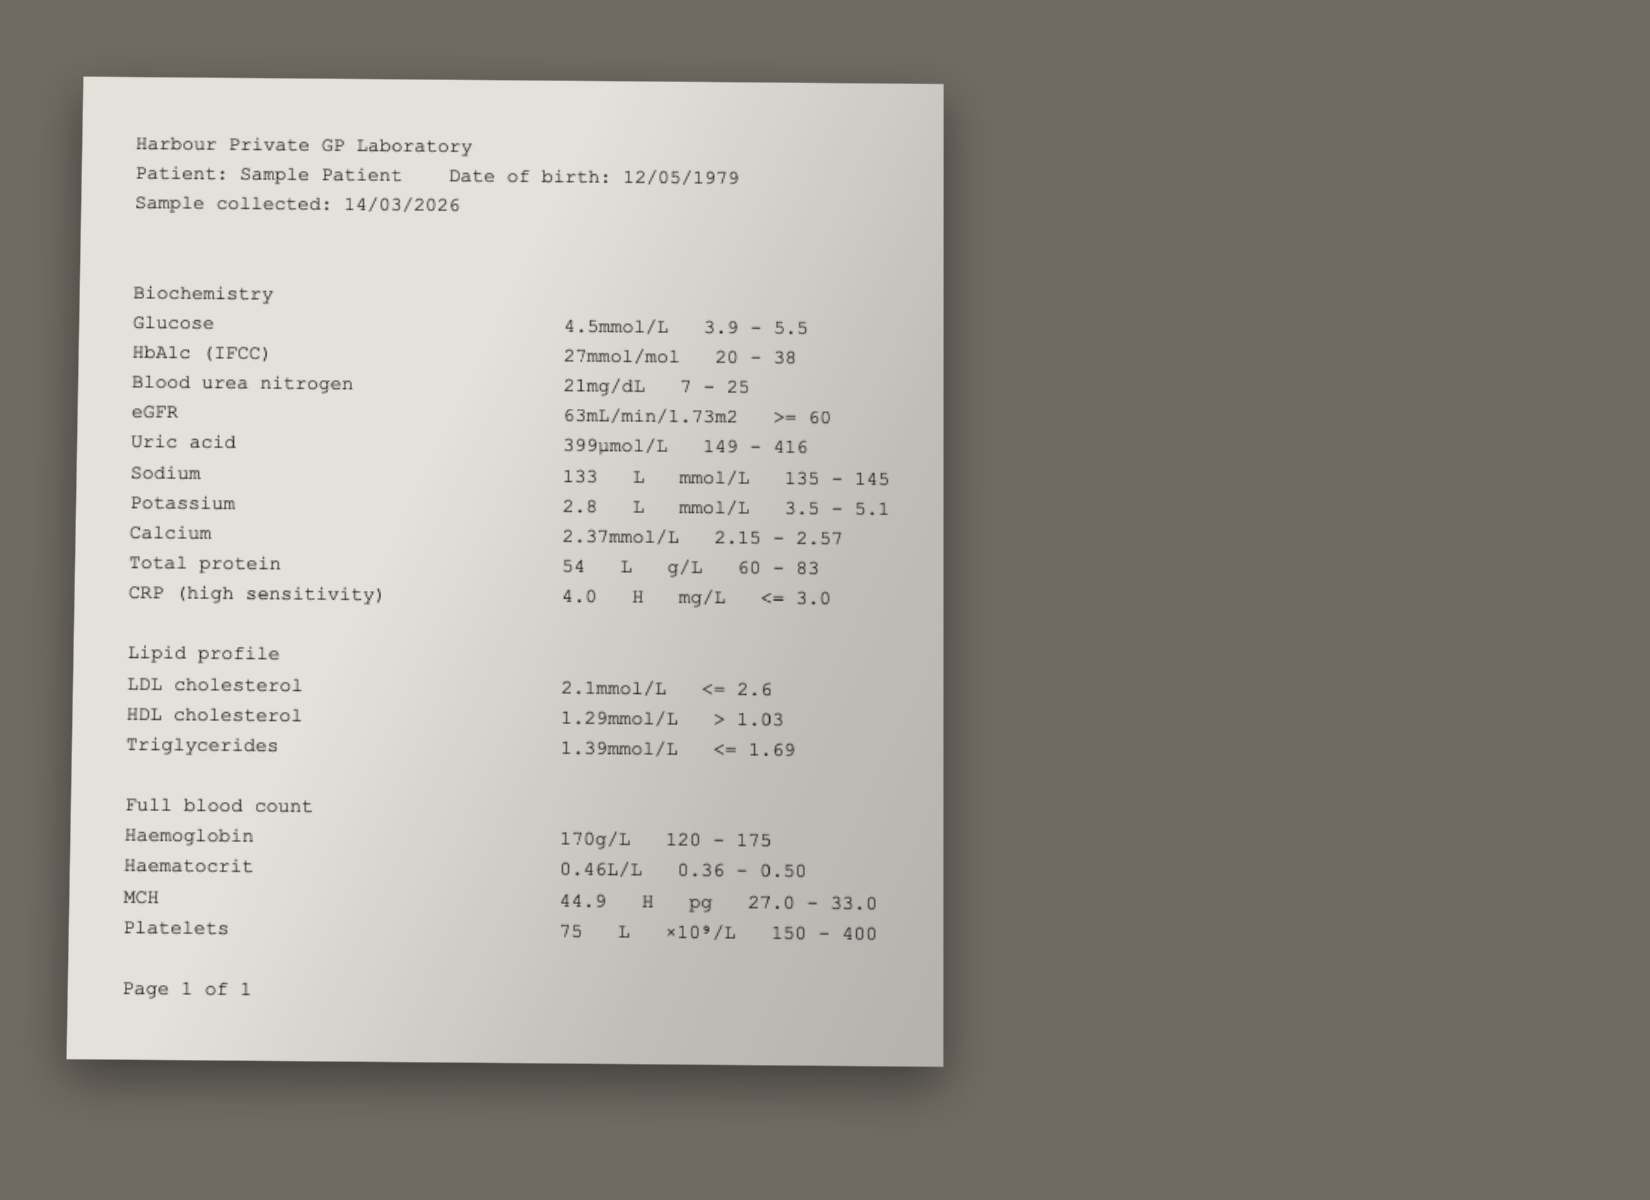 Harbour Private GP Laboratory
Patient: Sample Patient    Date of birth: 12/05/1979
Sample collected: 14/03/2026
Biochemistry
Glucose    4.5mmol/L   3.9 - 5.5
HbA1c (IFCC)    27mmol/mol   20 - 38
Blood urea nitrogen    21mg/dL   7 - 25
eGFR    63mL/min/1.73m2   >= 60
Uric acid    399µmol/L   149 - 416
Sodium    133   L   mmol/L   135 - 145
Potassium    2.8   L   mmol/L   3.5 - 5.1
Calcium    2.37mmol/L   2.15 - 2.57
Total protein    54   L   g/L   60 - 83
CRP (high sensitivity)    4.0   H   mg/L   <= 3.0
Lipid profile
LDL cholesterol    2.1mmol/L   <= 2.6
HDL cholesterol    1.29mmol/L   > 1.03
Triglycerides    1.39mmol/L   <= 1.69
Full blood count
Haemoglobin    170g/L   120 - 175
Haematocrit    0.46L/L   0.36 - 0.50
MCH    44.9   H   pg   27.0 - 33.0
Platelets    75   L   ×10⁹/L   150 - 400
Page 1 of 1